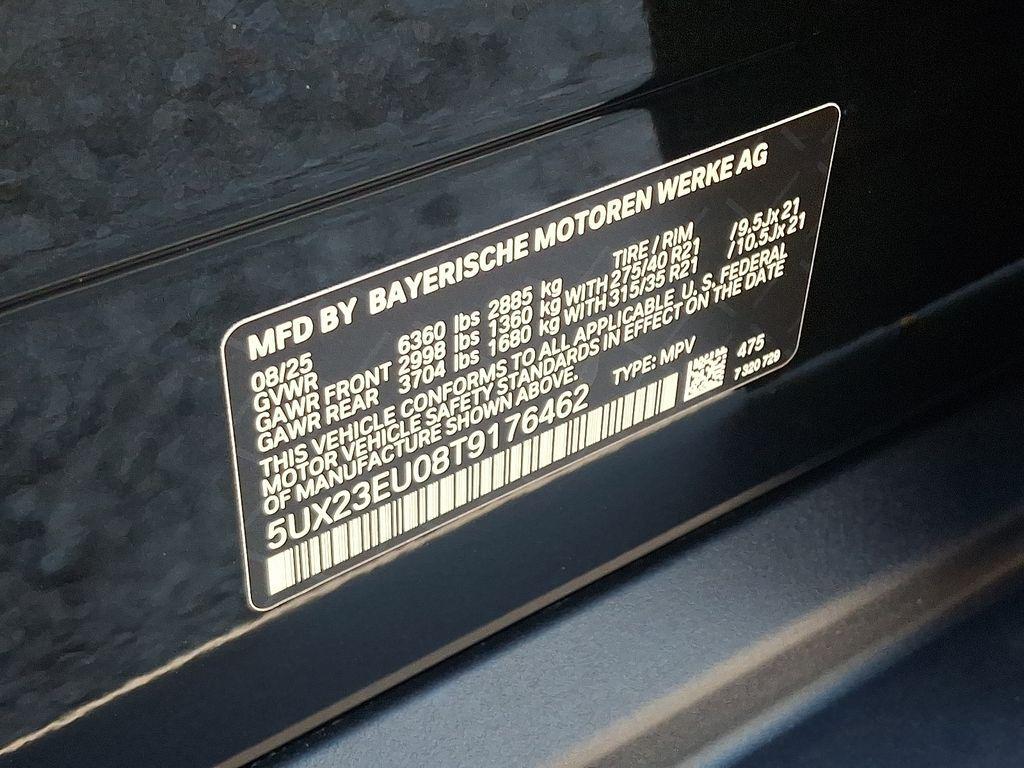 MFD BY BAYERISCHE MOTOREN WERKE AG
08/25 TIRE / RIM
GVWR 6360 lbs 2885 kg
GAWR FRONT 2998 lbs 1360 kg WITH 275/40 R21 /9.5Jx21
GAWR REAR 3704 lbs 1680 kg WITH 315/35 R21 /10.5Jx21
THIS VEHICLE CONFORMS TO ALL APPLICABLE U. S. FEDERAL
MOTOR VEHICLE SAFETY STANDARDS IN EFFECT ON THE DATE
OF MANUFACTURE SHOWN ABOVE.
5UX23EU08T9176462 TYPE: MPV 475
7 320 729